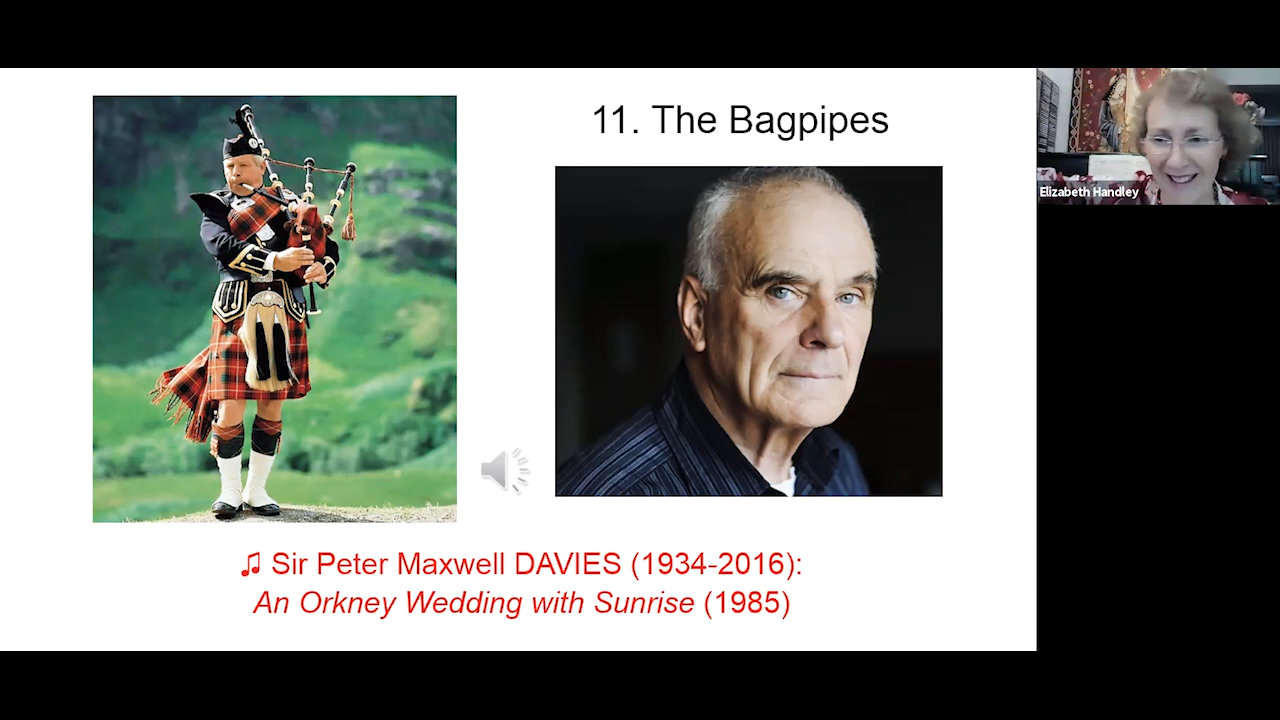 11. The Bagpipes
Elizabeth Handley
♫ Sir Peter Maxwell DAVIES (1934-2016):
An Orkney Wedding with Sunrise (1985)